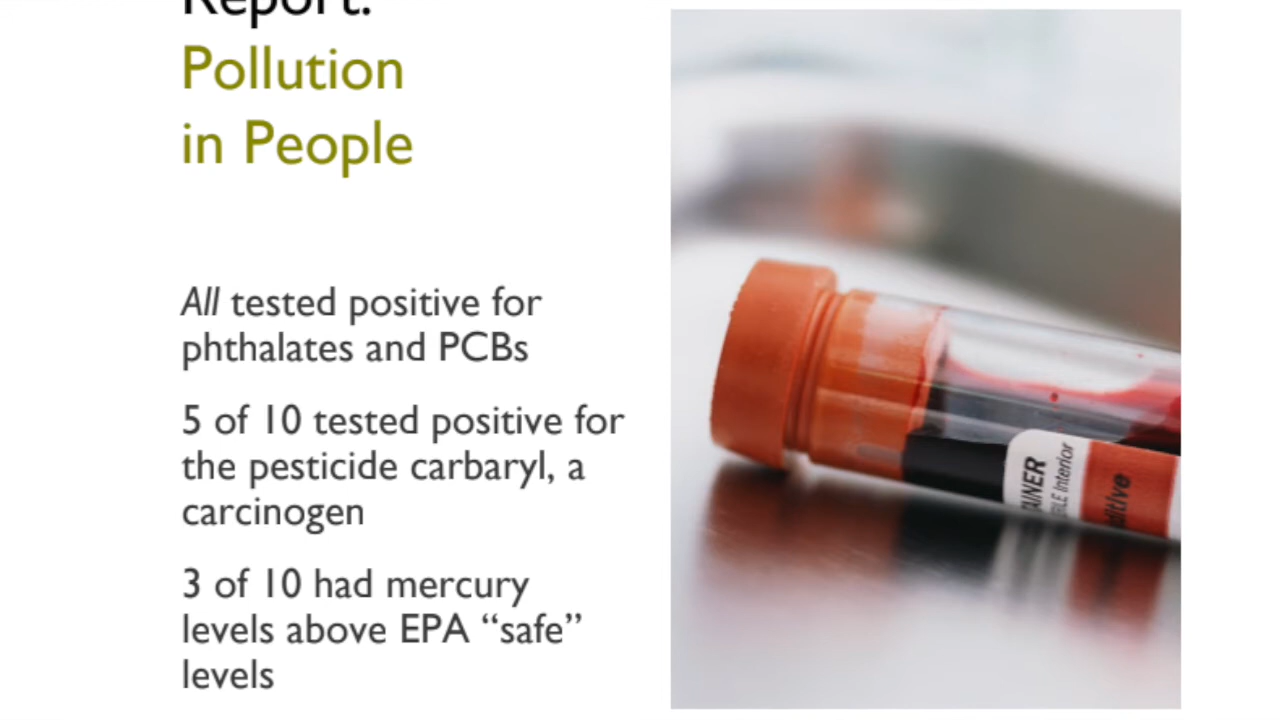 Report:
Pollution
in People
All tested positive for
phthalates and PCBs
5 of 10 tested positive for
the pesticide carbaryl, a
carcinogen
3 of 10 had mercury
levels above EPA “safe”
levels
Interior